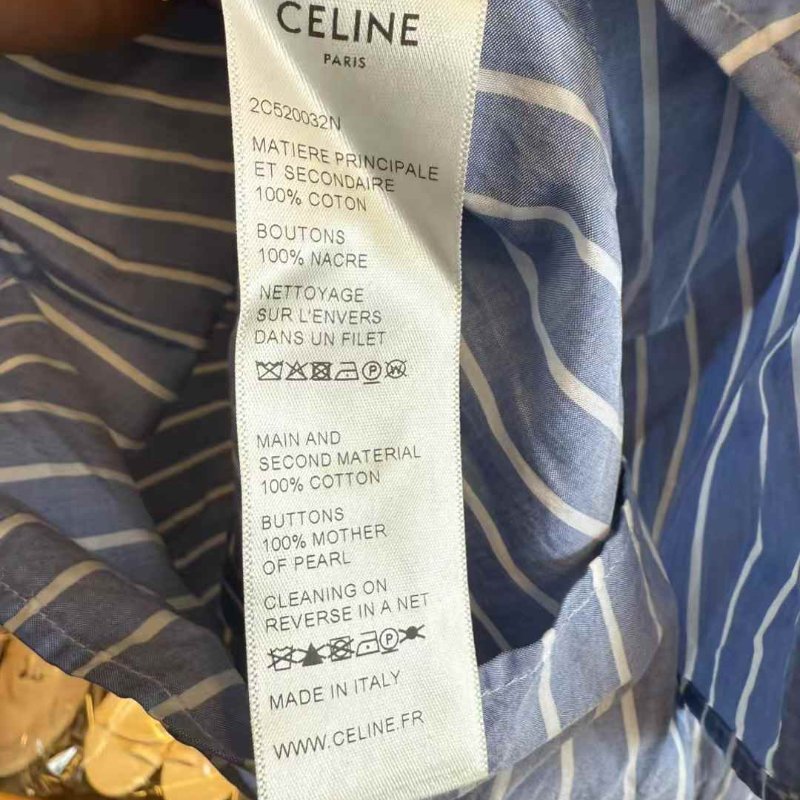 CELINE
PARIS
2C520032N
MATIERE PRINCIPALE
ET SECONDAIRE
100% COTON
BOUTONS
100% NACRE
NETTOYAGE
SUR L'ENVERS
DANS UN FILET
MAIN AND
SECOND MATERIAL
100% COTTON
BUTTONS
100% MOTHER
OF PEARL
CLEANING ON
REVERSE IN A NET
MADE IN ITALY
WWW.CELINE.FR